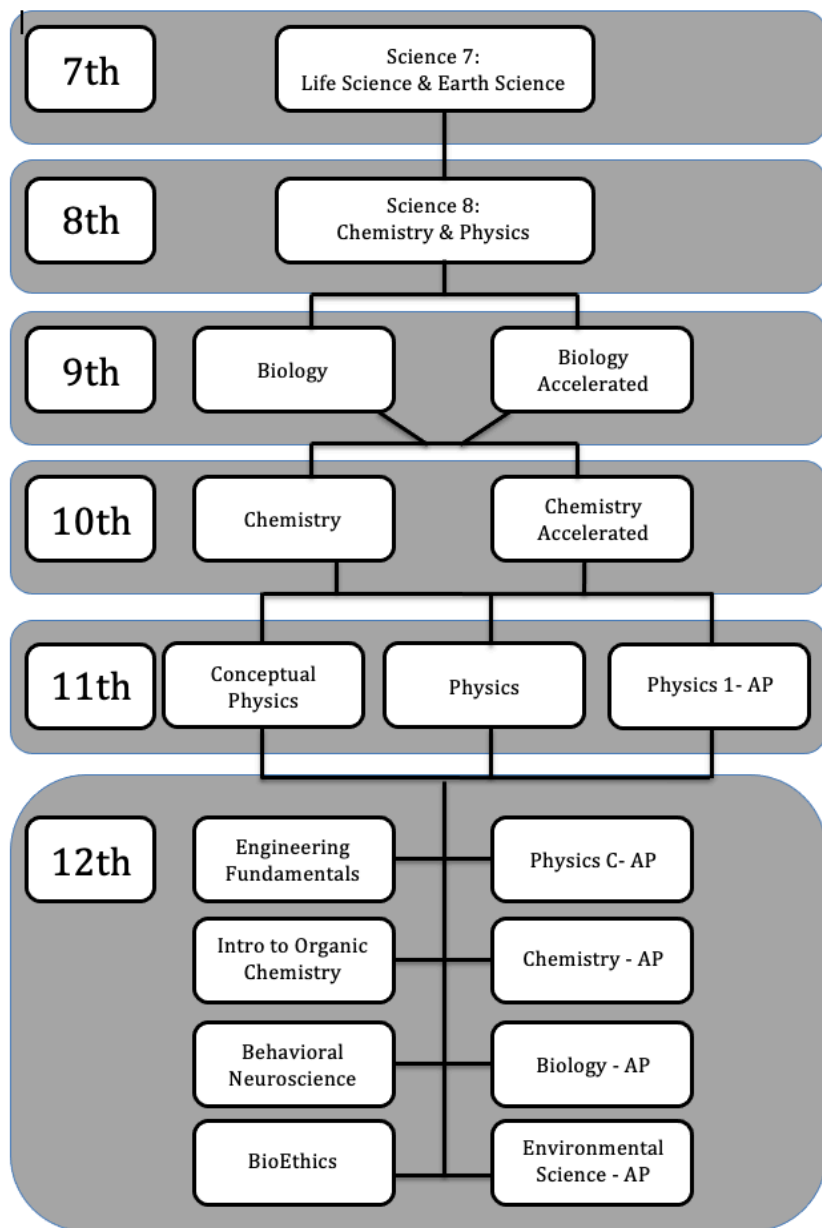 7th
Science 7:
Life Science & Earth Science
8th
Science 8:
Chemistry & Physics
9th
Biology
Biology
Accelerated
10th
Chemistry
Chemistry
Accelerated
11th
Conceptual
Physics
Physics
Physics 1- AP
12th
Engineering
Fundamentals
Physics C- AP
Intro to Organic
Chemistry
Chemistry - AP
Behavioral
Neuroscience
Biology - AP
BioEthics
Environmental
Science - AP